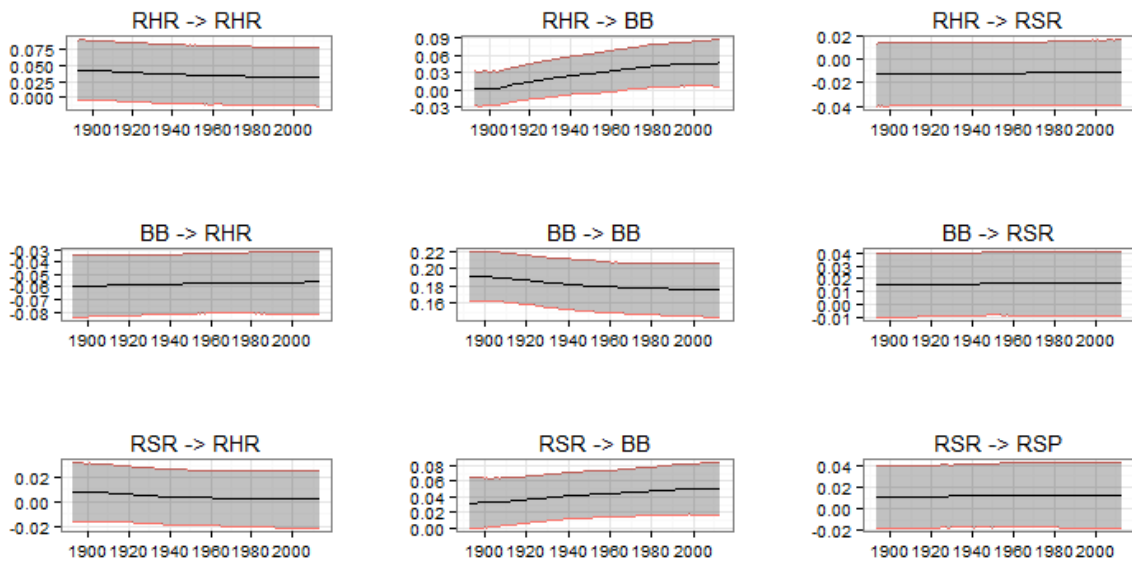 RHR -> RHR
0.075
0.050
0.025
0.000
1900 1920 1940 1960 1980 2000
RHR -> BB
0.09
0.06
0.03
0.00
-0.03
1900 1920 1940 1960 1980 2000
RHR -> RSR
0.02
0.00
-0.02
-0.04
1900 1920 1940 1960 1980 2000
BB -> RHR
-0.03
-0.04
-0.05
-0.06
-0.07
-0.08
1900 1920 1940 1960 1980 2000
BB -> BB
0.22
0.20
0.18
0.16
1900 1920 1940 1960 1980 2000
BB -> RSR
0.04
0.03
0.02
0.01
0.00
-0.01
1900 1920 1940 1960 1980 2000
RSR -> RHR
0.02
0.00
-0.02
1900 1920 1940 1960 1980 2000
RSR -> BB
0.08
0.06
0.04
0.02
0.00
1900 1920 1940 1960 1980 2000
RSR -> RSP
0.04
0.02
0.00
-0.02
1900 1920 1940 1960 1980 2000